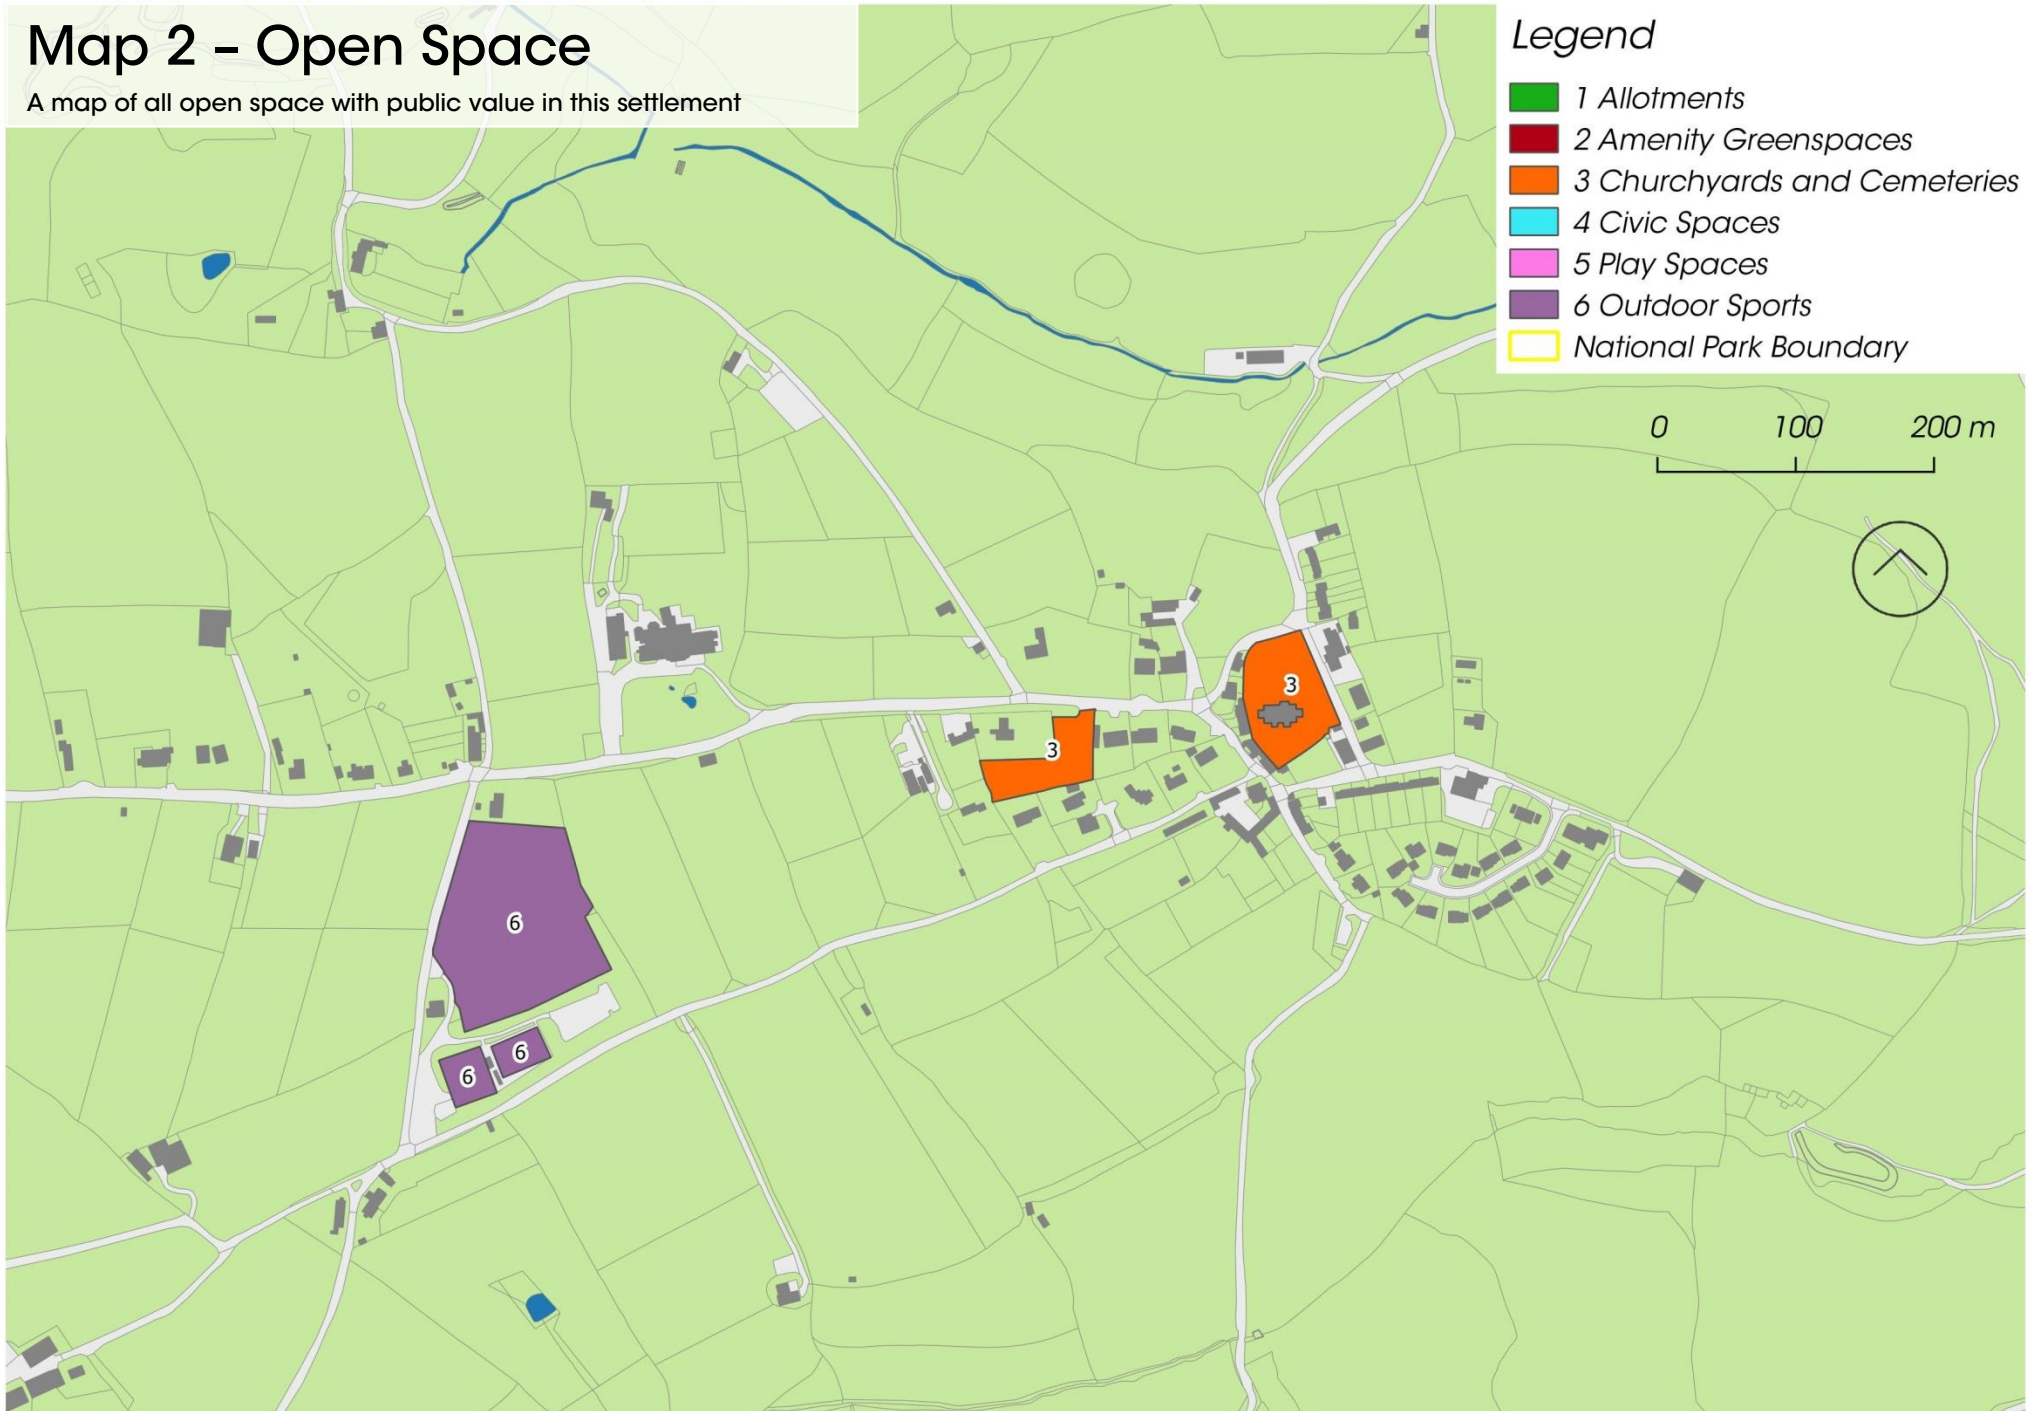 Map 2 – Open Space
A map of all open space with public value in this settlement
Legend
1 Allotments
2 Amenity Greenspaces
3 Churchyards and Cemeteries
4 Civic Spaces
5 Play Spaces
6 Outdoor Sports
National Park Boundary
0 100 200 m
3
3
6
6
6